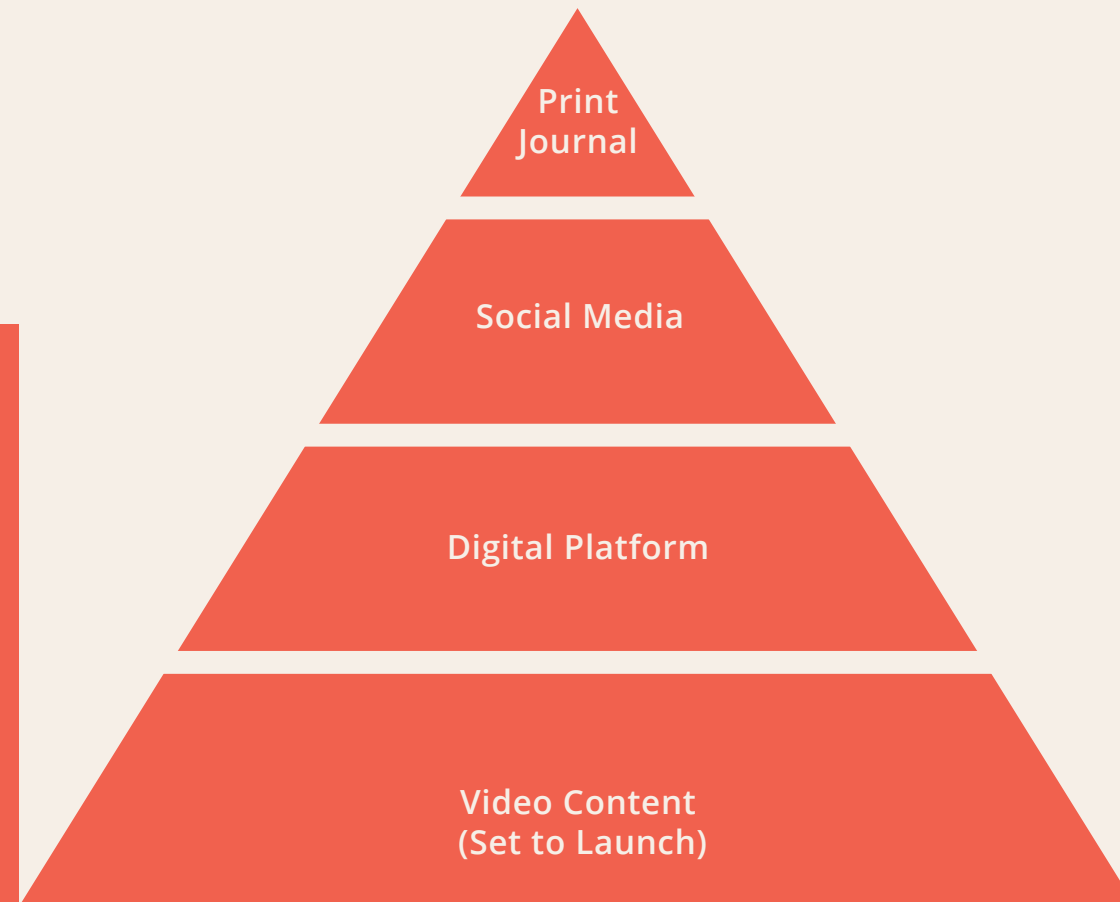 Print
Journal
Social Media
Digital Platform
Video Content
(Set to Launch)